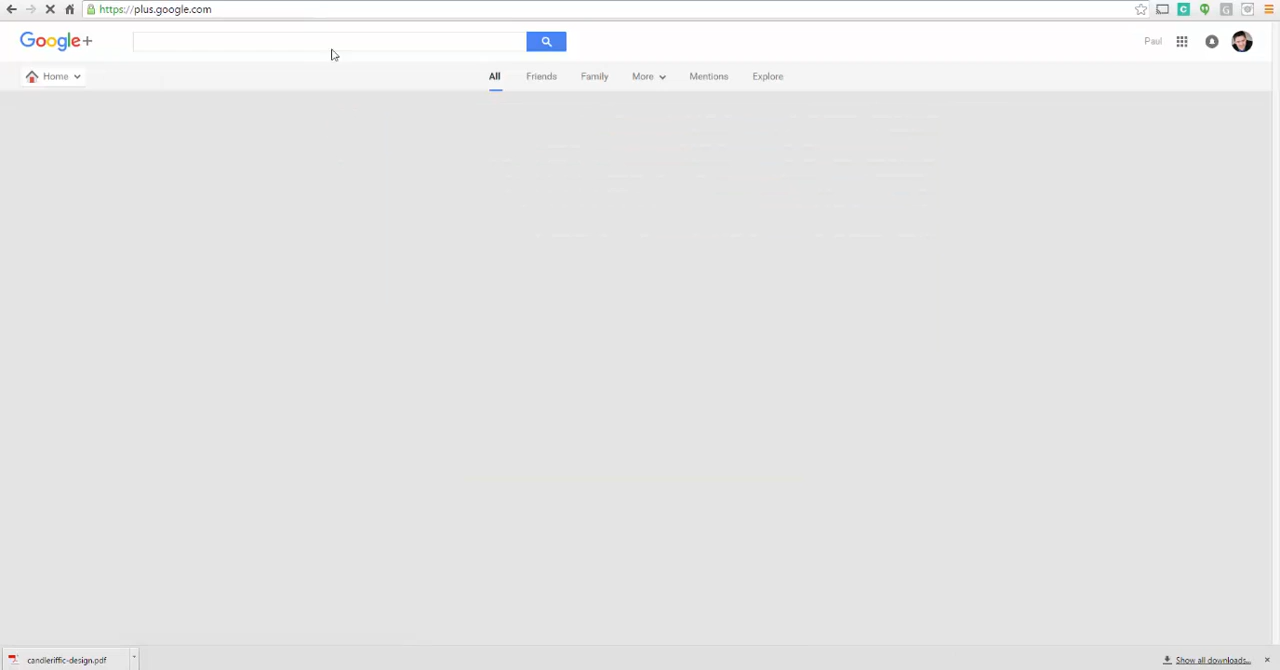 https://plus.google.com
Google+
Paul
Home
All Friends Family More Mentions Explore
candleriffic-design.pdf
Show all downloads...